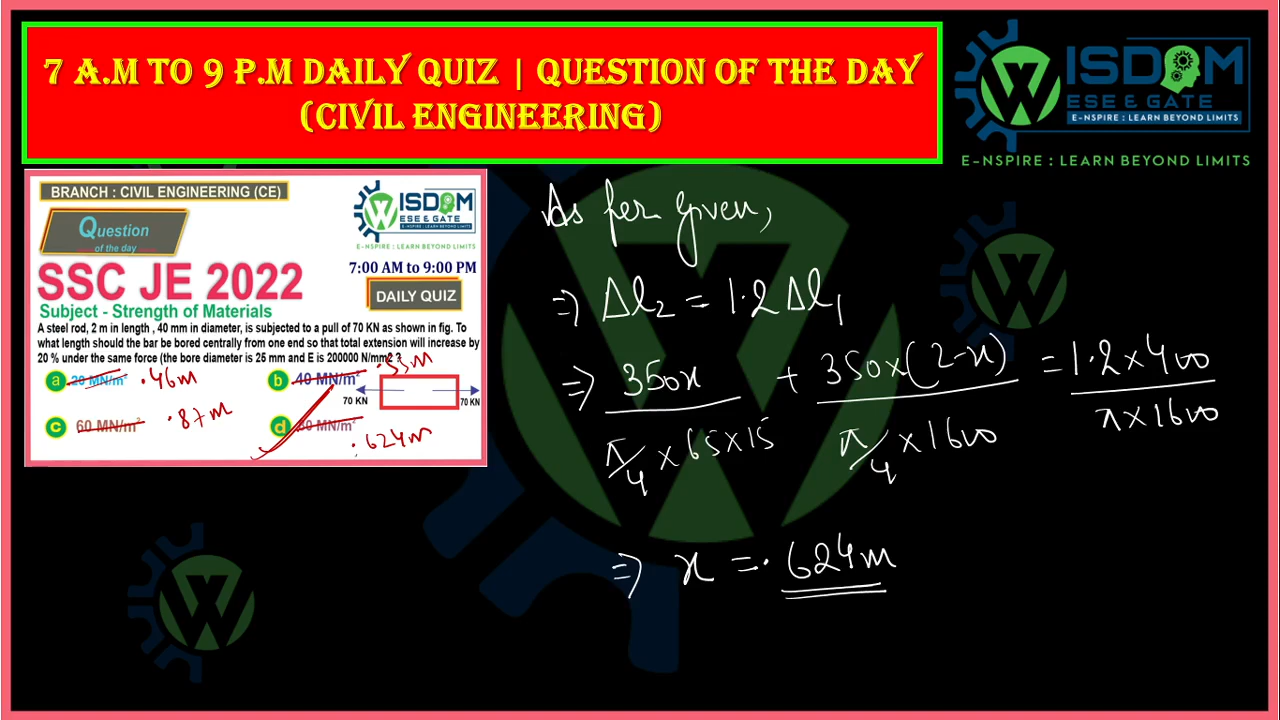 7 A.M TO 9 P.M DAILY QUIZ | QUESTION OF THE DAY
(CIVIL ENGINEERING)
W ISDOM
ESE & GATE
E-NSPIRE : LEARN BEYOND LIMITS
E-NSPIRE : LEARN BEYOND LIMITS
BRANCH : CIVIL ENGINEERING (CE)
Question
of the day
W ISDOM
ESE & GATE
E-NSPIRE : LEARN BEYOND LIMITS
SSC JE 2022
7:00 AM to 9:00 PM
DAILY QUIZ
Subject - Strength of Materials
A steel rod, 2 m in length , 40 mm in diameter, is subjected to a pull of 70 KN as shown in fig. To
what length should the bar be bored centrally from one end so that total extension will increase by
20 % under the same force (the bore diameter is 25 mm and E is 200000 N/mm2 ?
a 20 MN/m² .46m
b 40 MN/m² .55m
c 60 MN/m² .87m
d MN/m² .624m
70 KN 70 KN
As per given,
⇒ Δl₂ = 1.2 Δl₁
⇒ 350x / (π/4 × 65×15) + 350×(2-x) / (π/4 × 1600) = 1.2 × 400 / (π×1600)
⇒ x = .624m